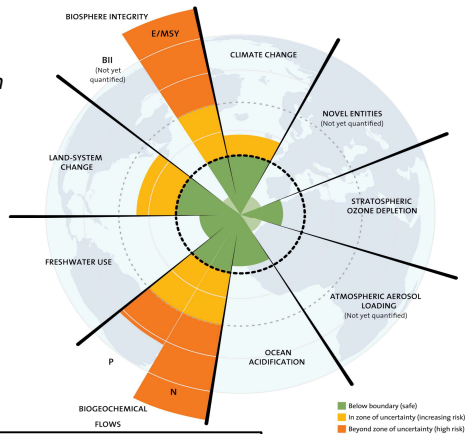 n
BIOSPHERE INTEGRITY
E/MSY
BII
(Not yet
quantified)
CLIMATE CHANGE
NOVEL ENTITIES
(Not yet quantified)
LAND-SYSTEM
CHANGE
STRATOSPHERIC
OZONE DEPLETION
FRESHWATER USE
ATMOSPHERIC AEROSOL
LOADING
(Not yet quantified)
OCEAN
ACIDIFICATION
P
N
BIOGEOCHEMICAL
FLOWS
Below boundary (safe)
In zone of uncertainty (increasing risk)
Beyond zone of uncertainty (high risk)